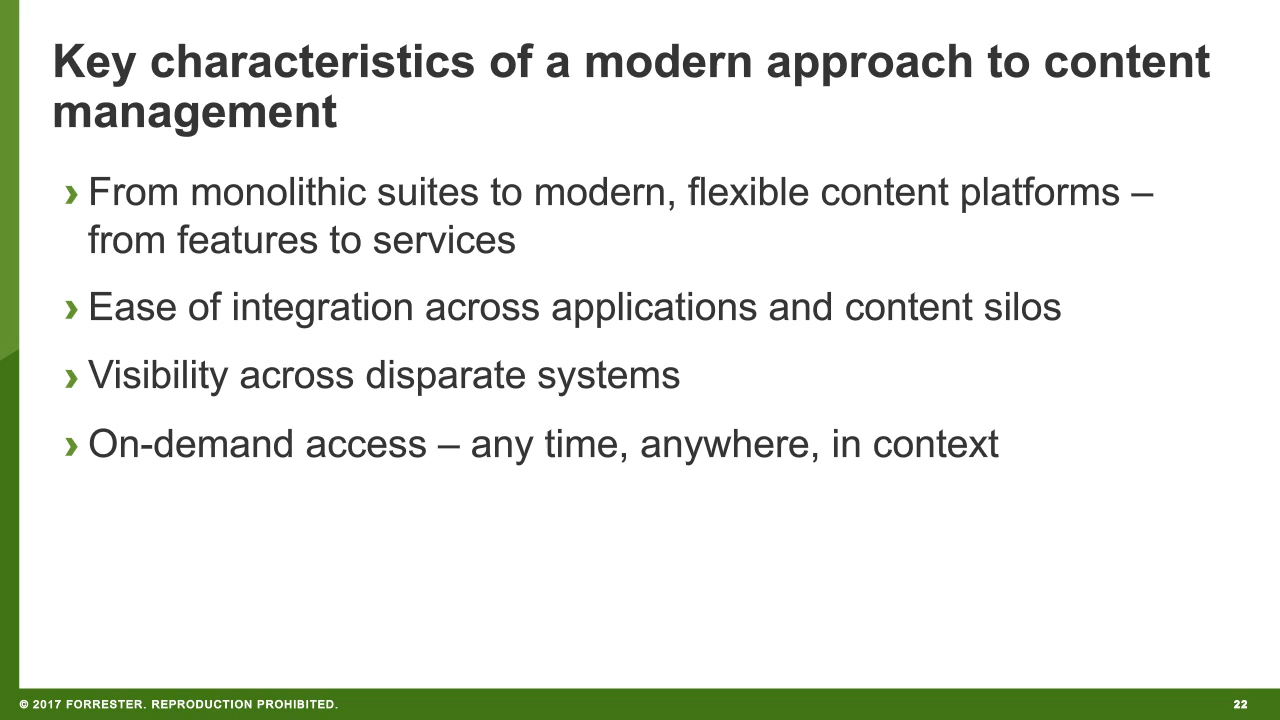 Key characteristics of a modern approach to content
management
› From monolithic suites to modern, flexible content platforms –
from features to services
› Ease of integration across applications and content silos
› Visibility across disparate systems
› On-demand access – any time, anywhere, in context
© 2017 FORRESTER. REPRODUCTION PROHIBITED.
22